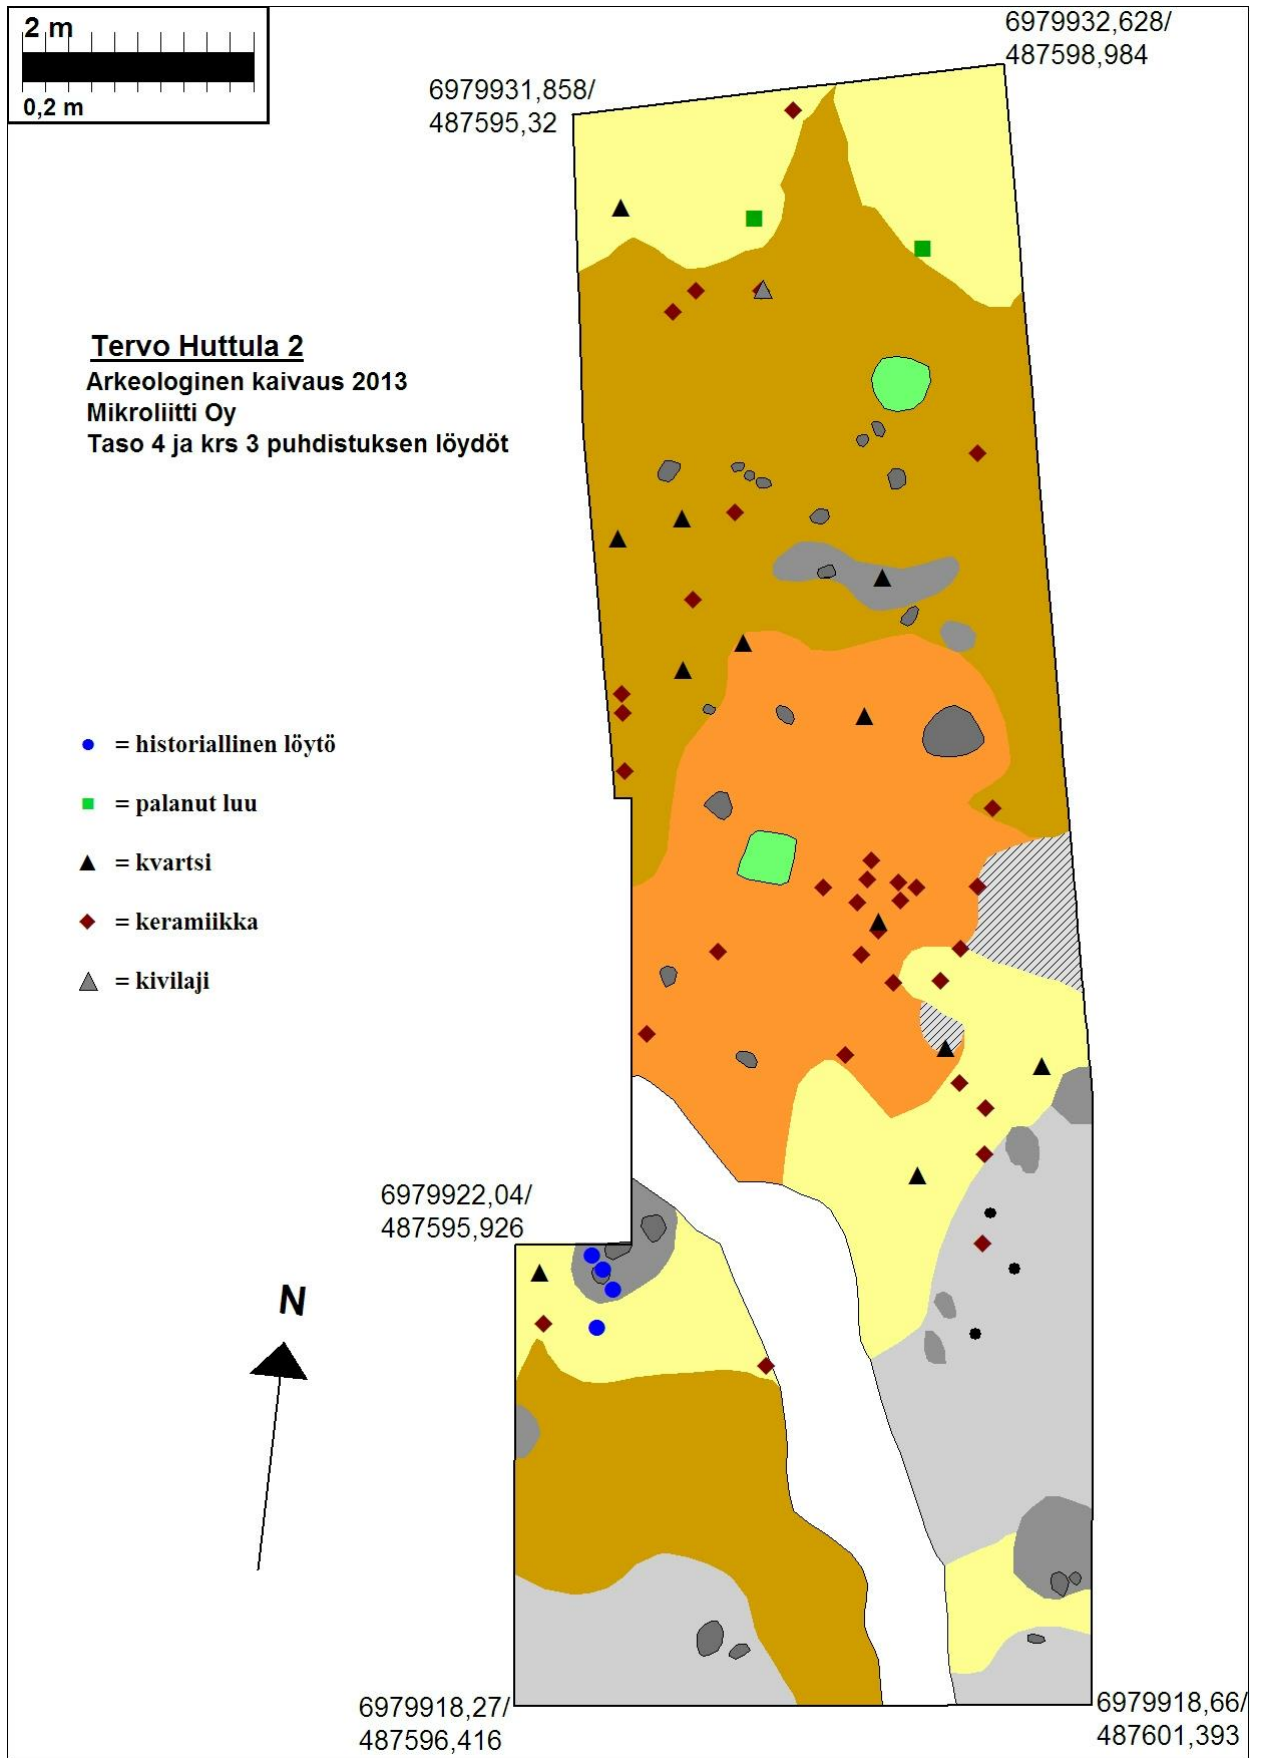 2 m
0,2 m
6979932,628/
487598,984
6979931,858/
487595,32
Tervo Huttula 2
Arkeologinen kaivaus 2013
Mikroliitti Oy
Taso 4 ja krs 3 puhdistuksen löydöt
= historiallinen löytö
= palanut luu
= kvartsi
= keramiikka
= kivilaji
6979922,04/
487595,926
N
6979918,27/
487596,416
6979918,66/
487601,393